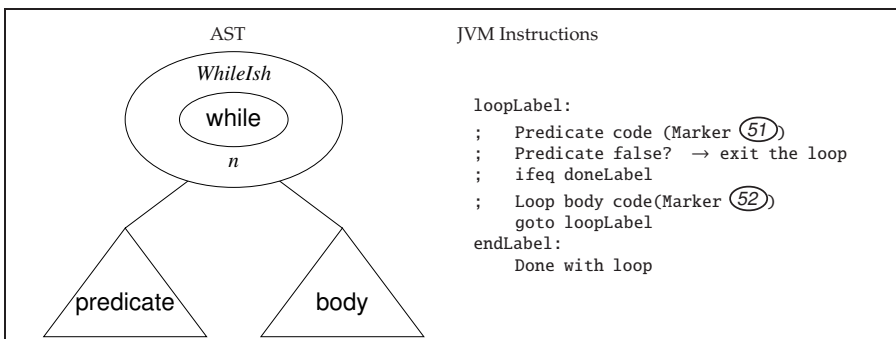 AST
WhileIsh
while
n
predicate
body
JVM Instructions
loopLabel:
; Predicate code (Marker 51)
; Predicate false? → exit the loop
; ifeq doneLabel
; Loop body code(Marker 52)
goto loopLabel
endLabel:
Done with loop